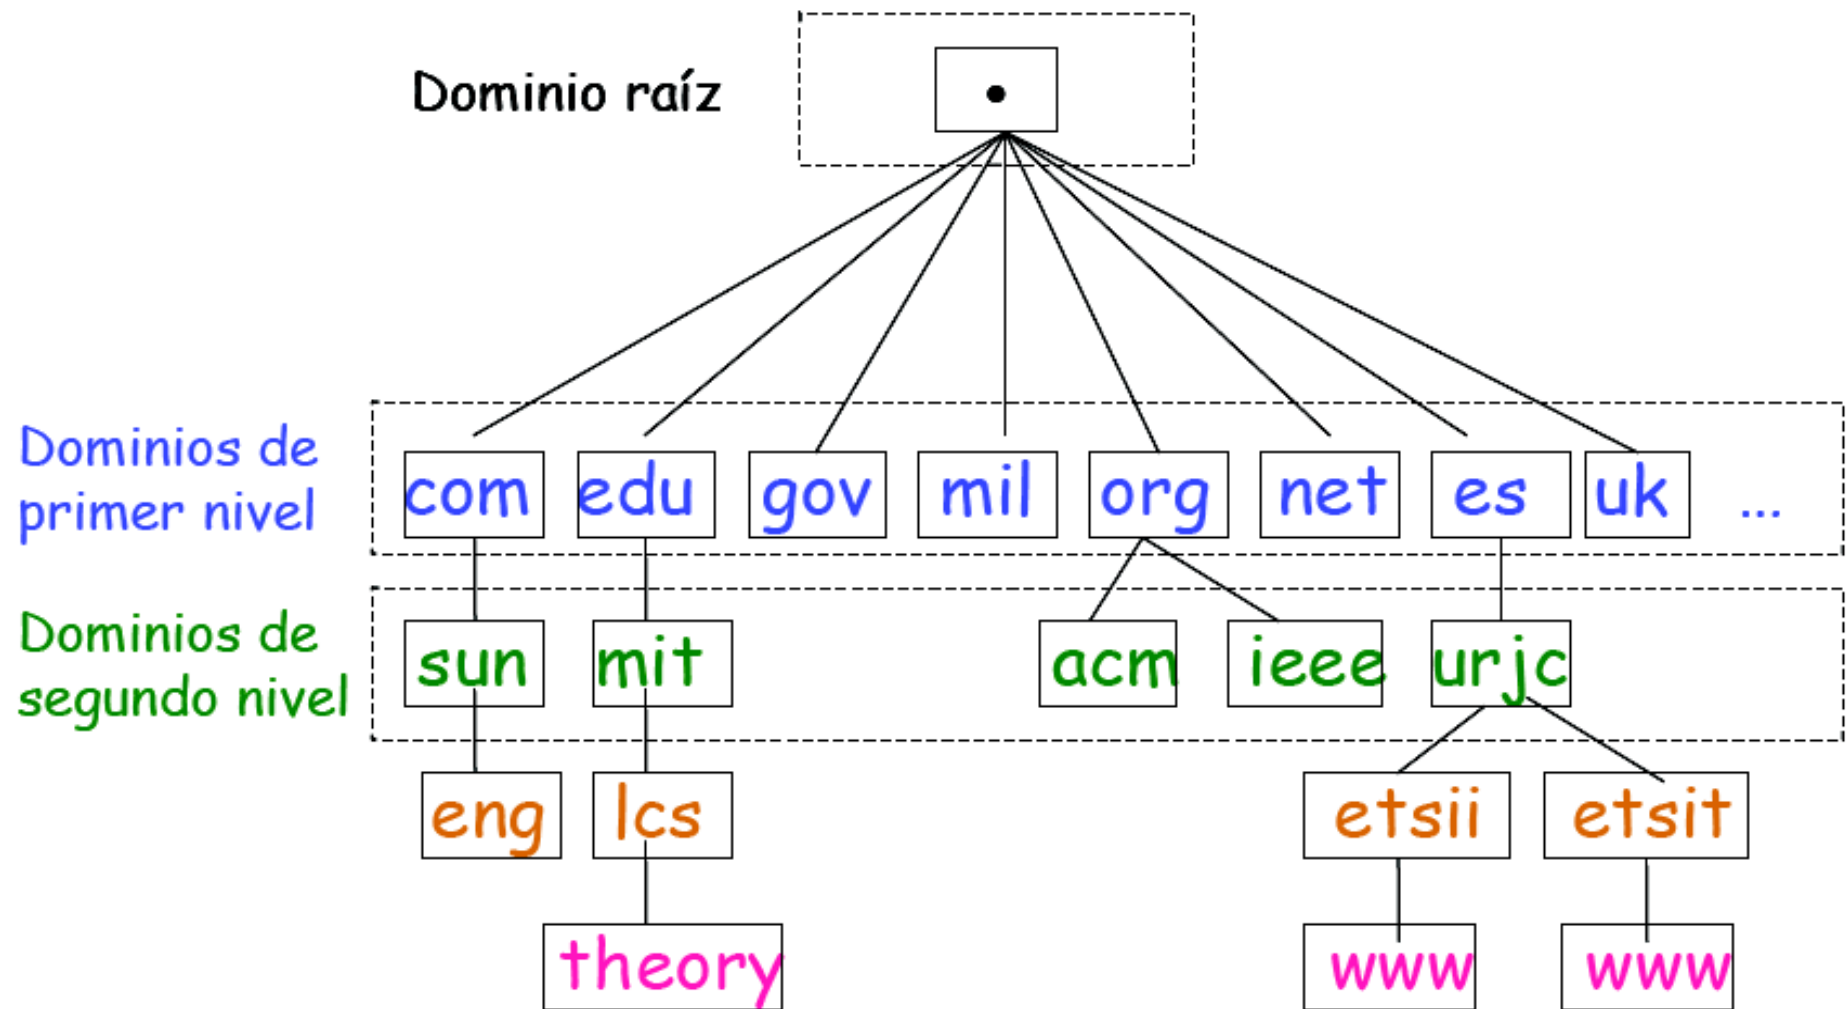 Dominio raíz
Dominios de
primer nivel
com edu gov mil org net es uk ...
Dominios de
segundo nivel
sun mit acm ieee urjc
eng lcs etsii etsit
theory www www